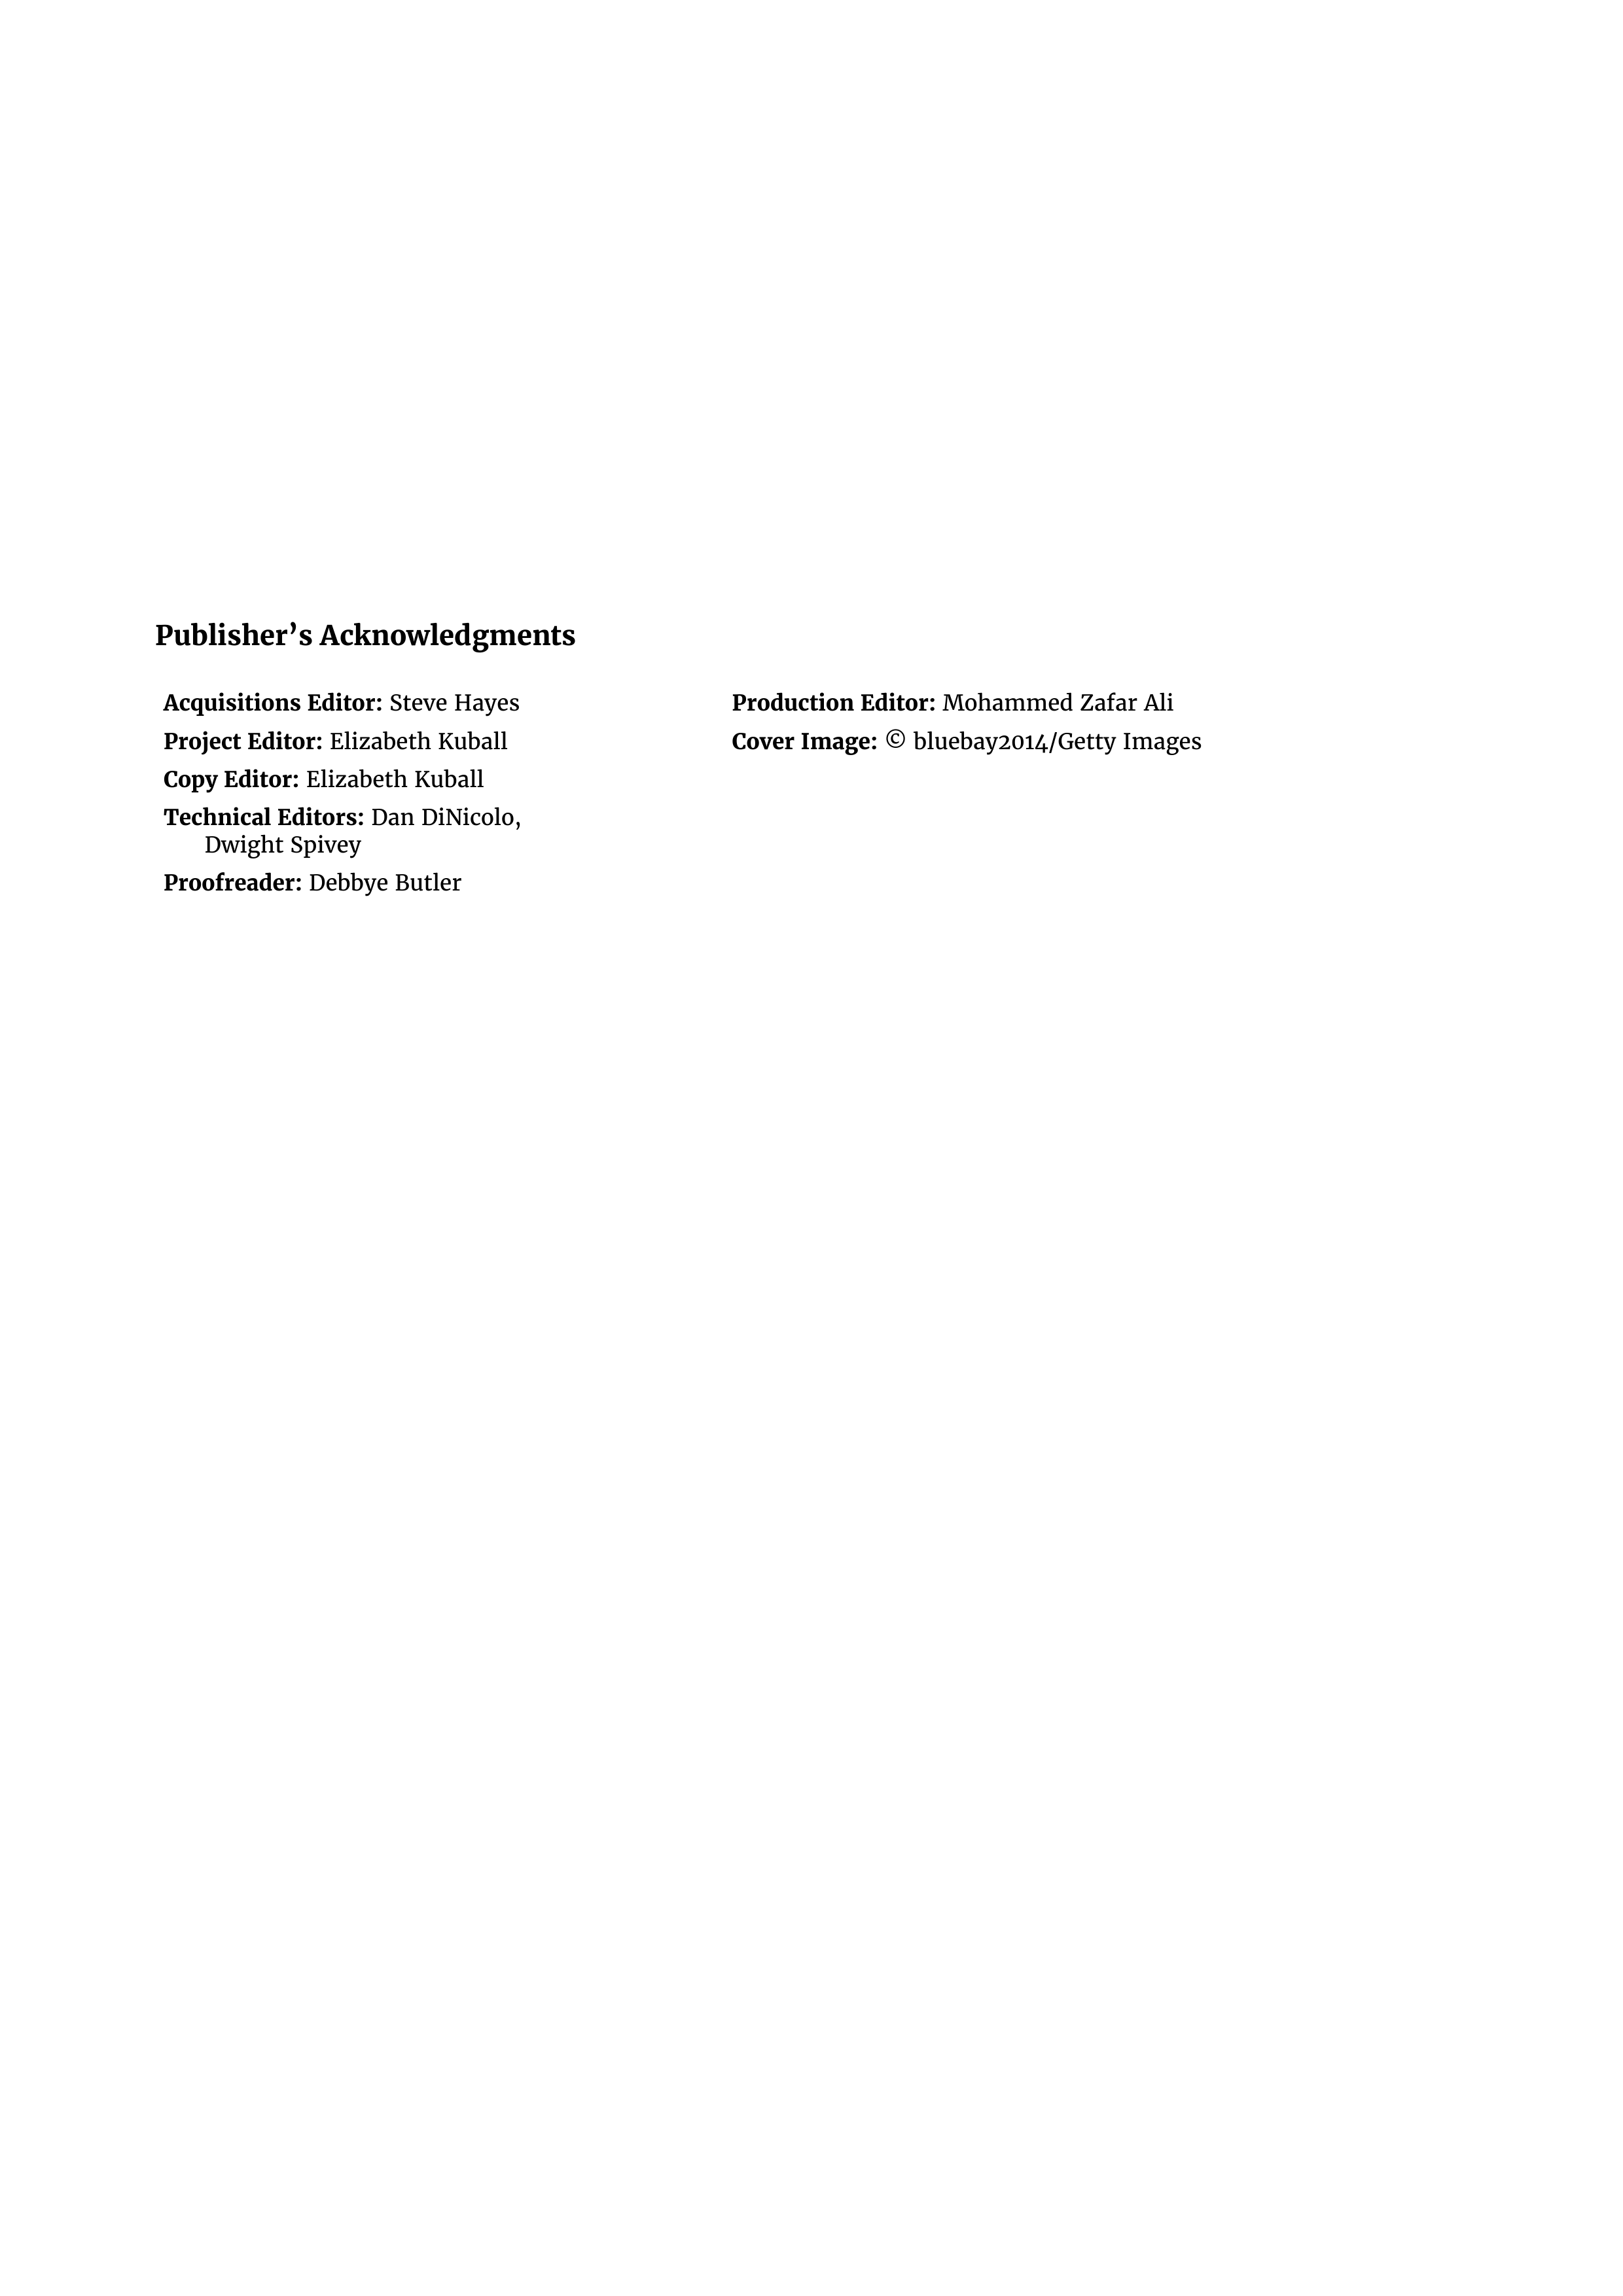 Publisher’s Acknowledgments
Acquisitions Editor: Steve Hayes
Project Editor: Elizabeth Kuball
Copy Editor: Elizabeth Kuball
Technical Editors: Dan DiNicolo,
Dwight Spivey
Proofreader: Debbye Butler
Production Editor: Mohammed Zafar Ali
Cover Image: © bluebay2014/Getty Images